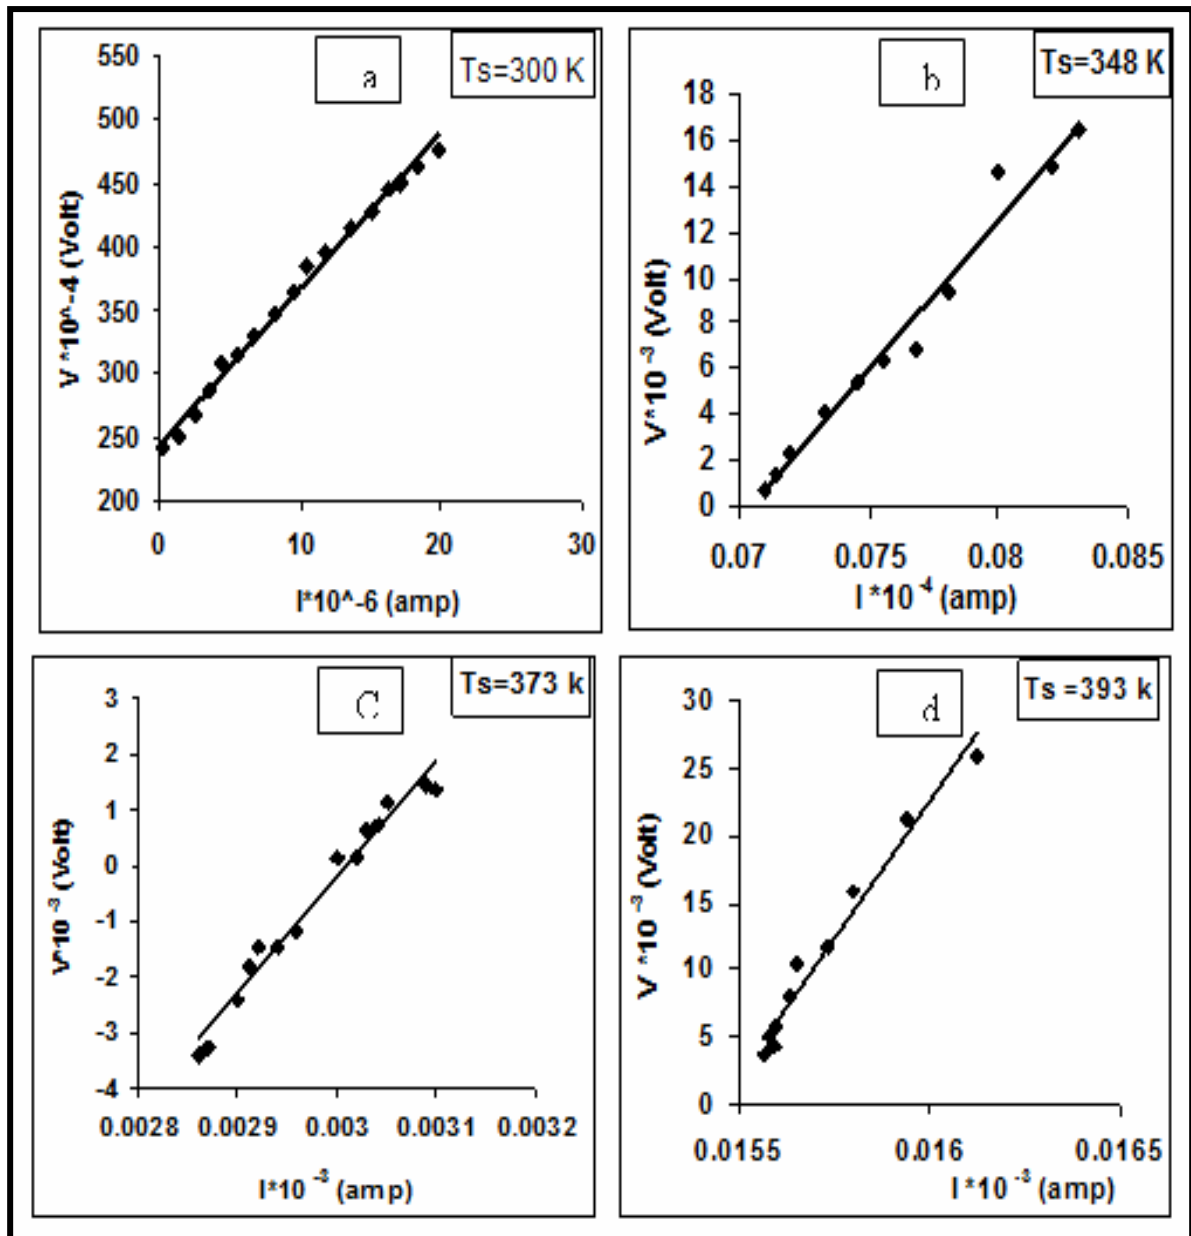 a
Ts=300 K
550
500
450
400
350
300
250
200
V *10^-4 (Volt)
0 10 20 30
I*10^-6 (amp)
b
Ts=348 K
18
16
14
12
10
8
6
4
2
0
V*10 -3 (Volt)
0.07 0.075 0.08 0.085
I *10 -4 (amp)
C
Ts=373 k
3
2
1
0
-1
-2
-3
-4
V*10 -3 (Volt)
0.0028 0.0029 0.003 0.0031 0.0032
I*10 -3 (amp)
d
Ts =393 k
30
25
20
15
10
5
0
V *10 -3 (Volt)
0.0155 0.016 0.0165
I *10 -3 (amp)